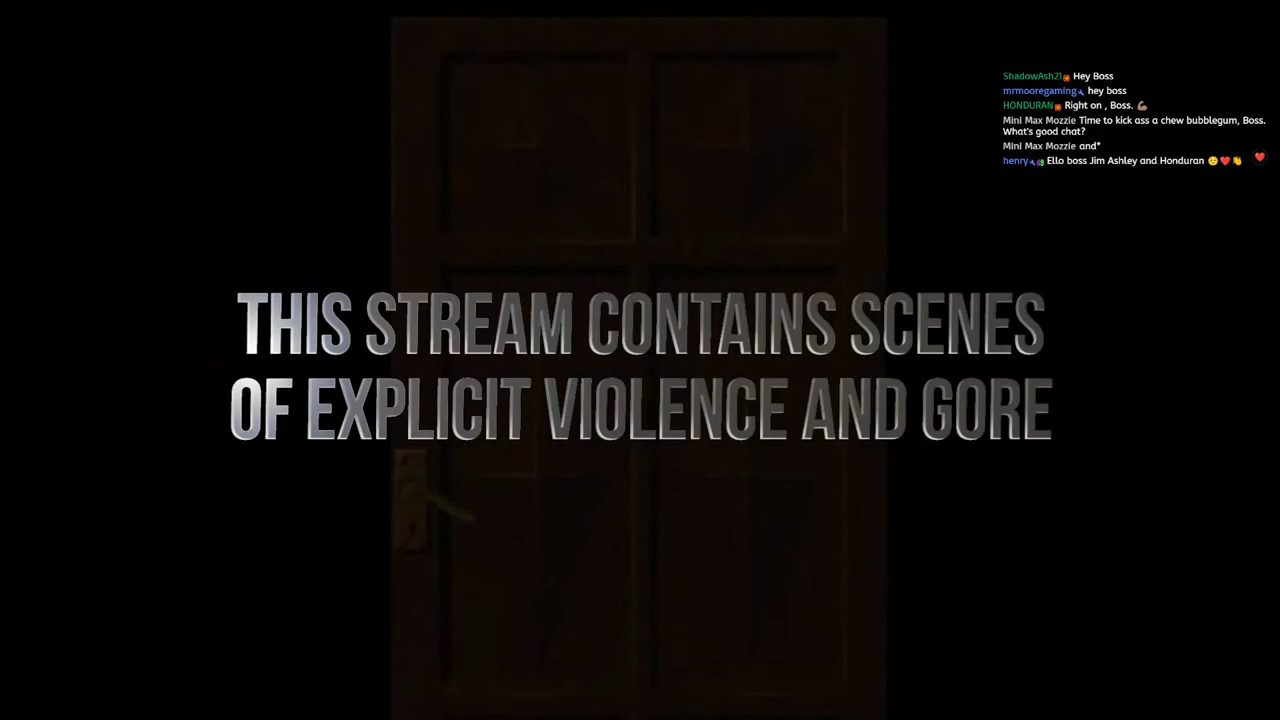 ShadowAsh21 Hey Boss
mrmooregaming hey boss
HONDURAN Right on , Boss. 💪🏽
Mini Max Mozzie Time to kick ass a chew bubblegum, Boss.
What's good chat?
Mini Max Mozzie and*
henry Ello boss Jim Ashley and Honduran ☺️❤️👏
THIS STREAM CONTAINS SCENES
OF EXPLICIT VIOLENCE AND GORE